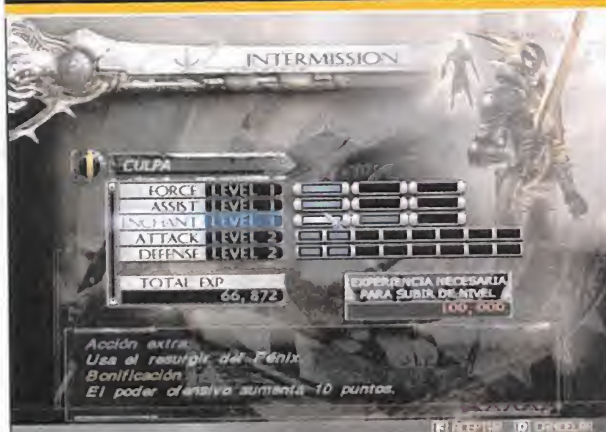 INTERMISSION
CULPA
FORCE LEVEL 1
ASSIST LEVEL 1
ENCHANT LEVEL 1
ATTACK LEVEL 2
DEFENSE LEVEL 2
TOTAL EXP
66,872
EXPERIENCIA NECESARIA
PARA SUBIR DE NIVEL
100,000
Acción extra:
Usa el resurgir del Fénix.
Bonificación
El poder ofensivo aumenta 10 puntos.
ACEPTAR CANCELAR